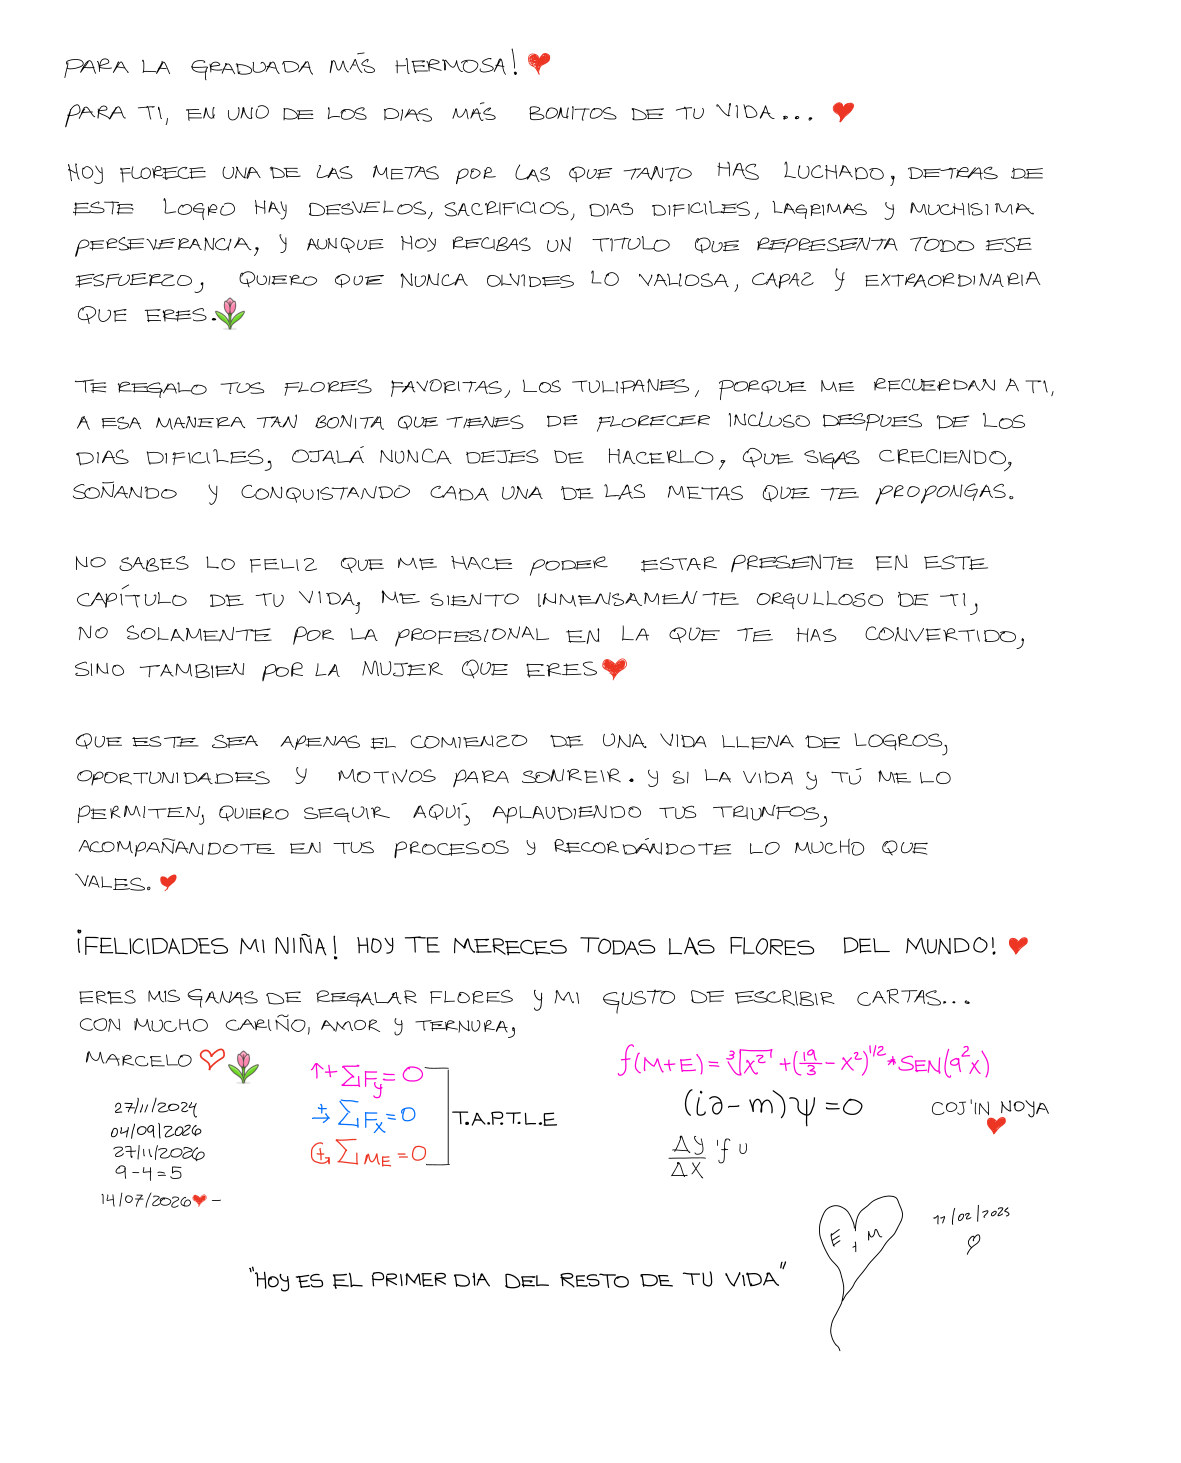 PARA LA GRADUADA MÁS HERMOSA! ❤
PARA TI, EN UNO DE LOS DIAS MÁS BONITOS DE TU VIDA... ❤
HOY FLORECE UNA DE LAS METAS POR LAS QUE TANTO HAS LUCHADO, DETRAS DE
ESTE LOGRO HAY DESVELOS, SACRIFICIOS, DIAS DIFICILES, LAGRIMAS Y MUCHISIMA
PERSEVERANCIA, Y AUNQUE HOY RECIBAS UN TITULO QUE REPRESENTA TODO ESE
ESFUERZO, QUIERO QUE NUNCA OLVIDES LO VALIOSA, CAPAZ Y EXTRAORDINARIA
QUE ERES.🌷
TE REGALO TUS FLORES FAVORITAS, LOS TULIPANES, PORQUE ME RECUERDAN A TI,
A ESA MANERA TAN BONITA QUE TIENES DE FLORECER INCLUSO DESPUES DE LOS
DIAS DIFICILES, OJALÁ NUNCA DEJES DE HACERLO, QUE SIGAS CRECIENDO,
SOÑANDO Y CONQUISTANDO CADA UNA DE LAS METAS QUE TE PROPONGAS.
NO SABES LO FELIZ QUE ME HACE PODER ESTAR PRESENTE EN ESTE
CAPÍTULO DE TU VIDA, ME SIENTO INMENSAMENTE ORGULLOSO DE TI,
NO SOLAMENTE POR LA PROFESIONAL EN LA QUE TE HAS CONVERTIDO,
SINO TAMBIEN POR LA MUJER QUE ERES ❤
QUE ESTE SEA APENAS EL COMIENZO DE UNA VIDA LLENA DE LOGROS,
OPORTUNIDADES Y MOTIVOS PARA SONREIR. Y SI LA VIDA Y TÚ ME LO
PERMITEN, QUIERO SEGUIR AQUÍ, APLAUDIENDO TUS TRIUNFOS,
ACOMPAÑANDOTE EN TUS PROCESOS Y RECORDÁNDOTE LO MUCHO QUE
VALES. ❤
¡FELICIDADES MI NIÑA! HOY TE MERECES TODAS LAS FLORES DEL MUNDO! ❤
ERES MIS GANAS DE REGALAR FLORES Y MI GUSTO DE ESCRIBIR CARTAS...
CON MUCHO CARIÑO, AMOR Y TERNURA,
MARCELO ♡🌷
27/11/2024
04/09/2026
27/11/2026
9-4=5
14/07/2026❤-
↑+ ∑Fy=0
→+ ∑Fx=0
↺+ ∑ME=0
T.A.P.T.L.E
f(M+E)=∛x² +(19/3 - x²)^1/2 * SEN(9²x)
(i∂-m)ψ=0
COJ'IN NOYA
❤
Δy/Δx 'f U
E + M
11/02/2025
♡
"HOY ES EL PRIMER DIA DEL RESTO DE TU VIDA"